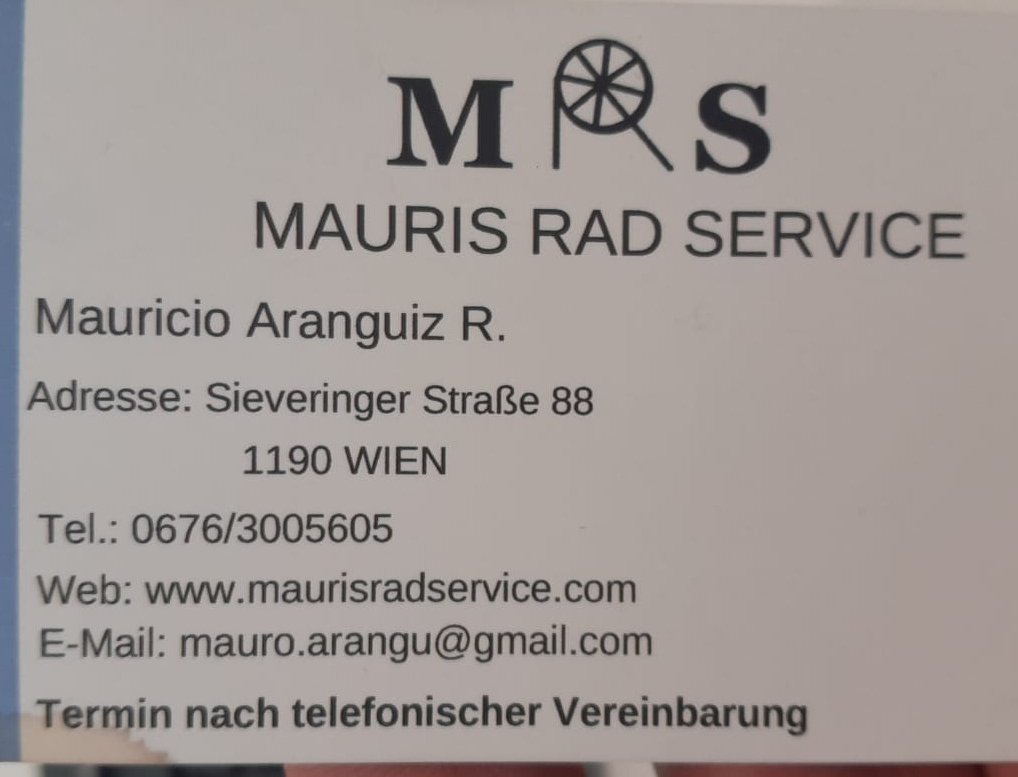 M R S
MAURIS RAD SERVICE
Mauricio Aranguiz R.
Adresse: Sieveringer Straße 88
1190 WIEN
Tel.: 0676/3005605
Web: www.maurisradservice.com
E-Mail: mauro.arangu@gmail.com
Termin nach telefonischer Vereinbarung